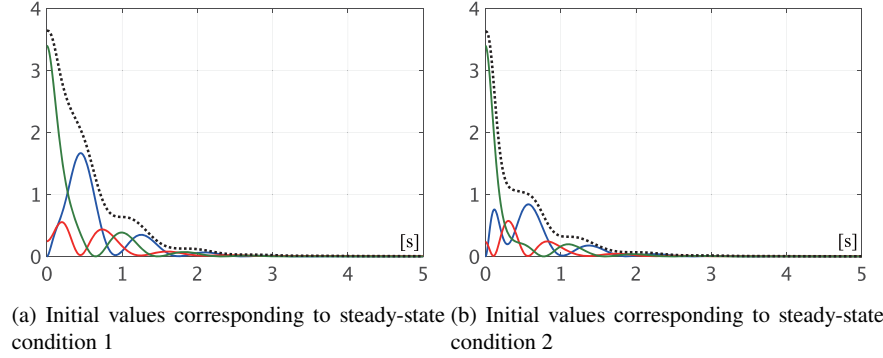 4
3
2
1
0
0 1 2 3 4 5
[s]
(a) Initial values corresponding to steady-state
condition 1
4
3
2
1
0
0 1 2 3 4 5
[s]
(b) Initial values corresponding to steady-state
condition 2